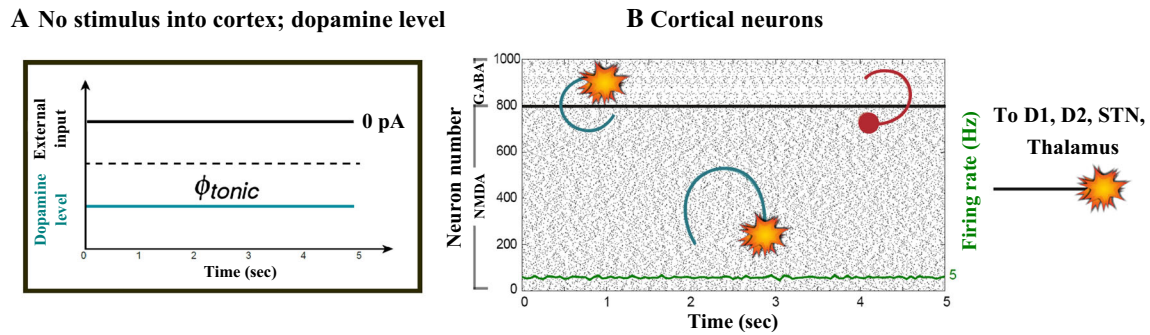 A No stimulus into cortex; dopamine level
External
input
0 pA
Dopamine
level
ϕtonic
0 1 2 3 4 5
Time (sec)
B Cortical neurons
Neuron number
GABA
NMDA
1000
800
600
400
200
0
0 1 2 3 4 5
Time (sec)
5
Firing rate (Hz)
To D1, D2, STN,
Thalamus